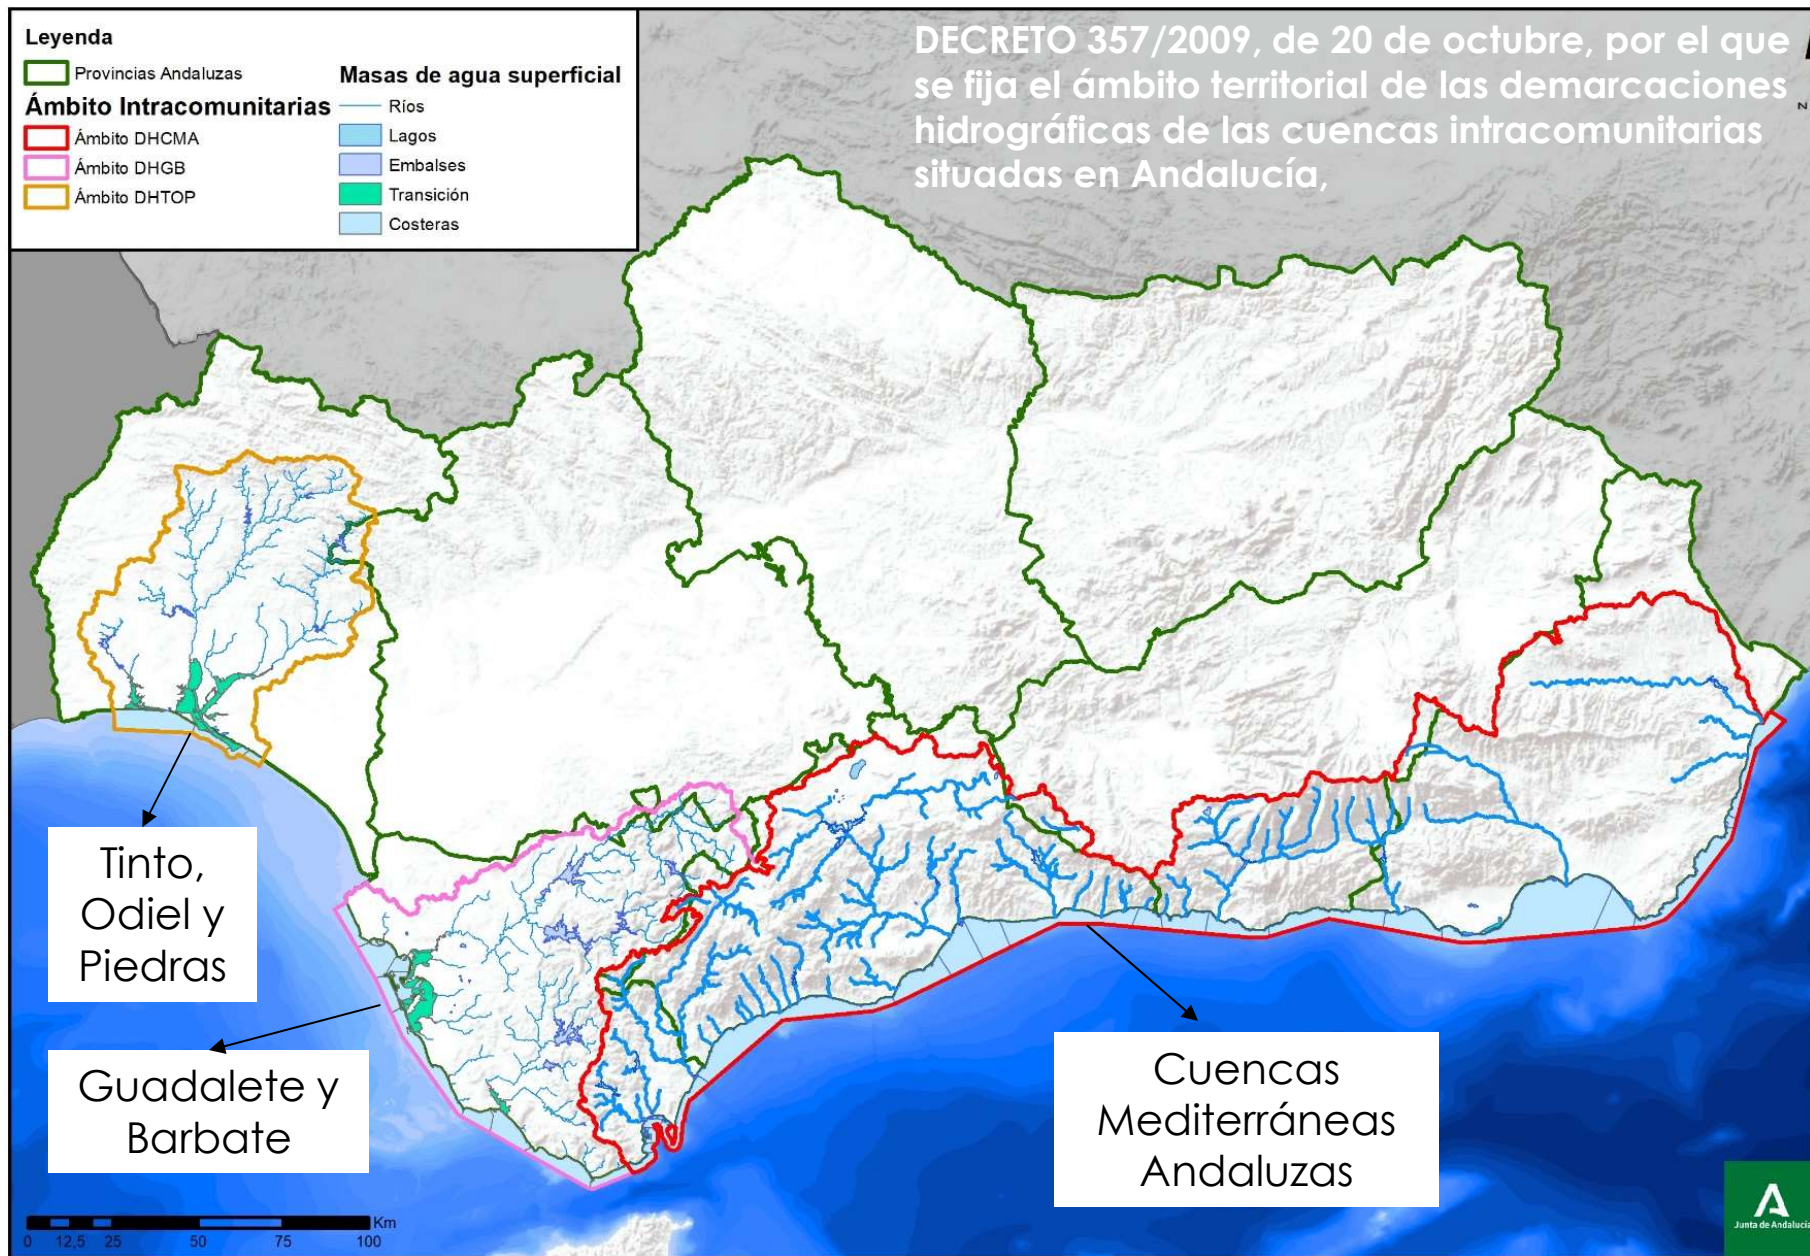 Leyenda
Provincias Andaluzas
Ámbito Intracomunitarias
Ámbito DHCMA
Ámbito DHGB
Ámbito DHTOP
Masas de agua superficial
Ríos
Lagos
Embalses
Transición
Costeras
DECRETO 357/2009, de 20 de octubre, por el que
se fija el ámbito territorial de las demarcaciones
hidrográficas de las cuencas intracomunitarias
situadas en Andalucía,
N
Tinto,
Odiel y
Piedras
Guadalete y
Barbate
Cuencas
Mediterráneas
Andaluzas
Km
0 12,5 25 50 75 100
Junta de Andalucía